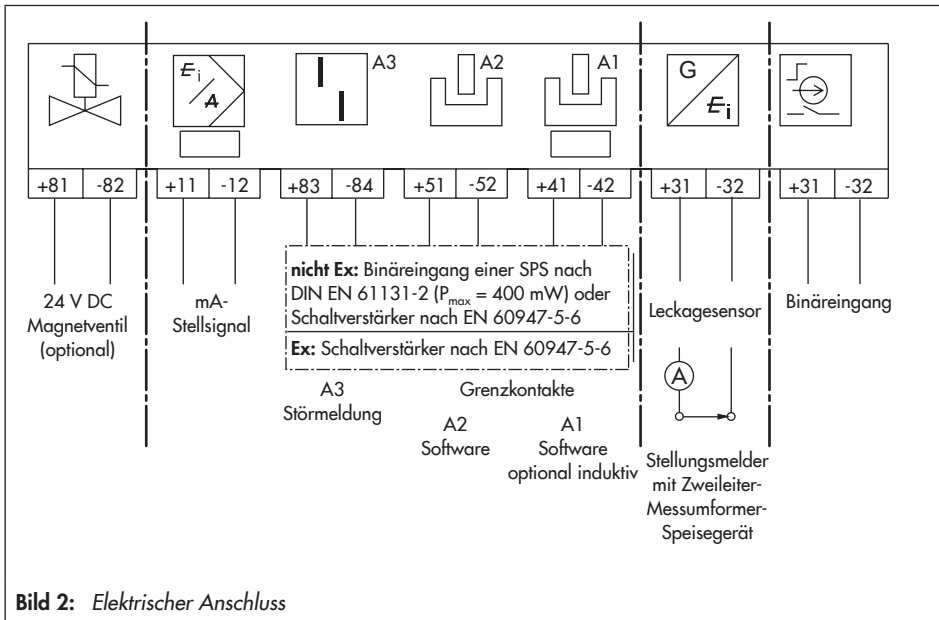 A3
A2
A1
G
E i
A
E i
+81 -82 +11 -12 +83 -84 +51 -52 +41 -42 +31 -32 +31 -32
24 V DC
Magnetventil
(optional)
mA-
Stellsignal
nicht Ex: Binäreingang einer SPS nach
DIN EN 61131-2 (Pmax = 400 mW) oder
Schaltverstärker nach EN 60947-5-6
Ex: Schaltverstärker nach EN 60947-5-6
A3
Störmeldung
Grenzkontakte
A2
Software
A1
Software
optional induktiv
Leckagesensor
A
Stellungsmelder
mit Zweileiter-
Messumformer-
Speisegerät
Binäreingang
Bild 2: Elektrischer Anschluss